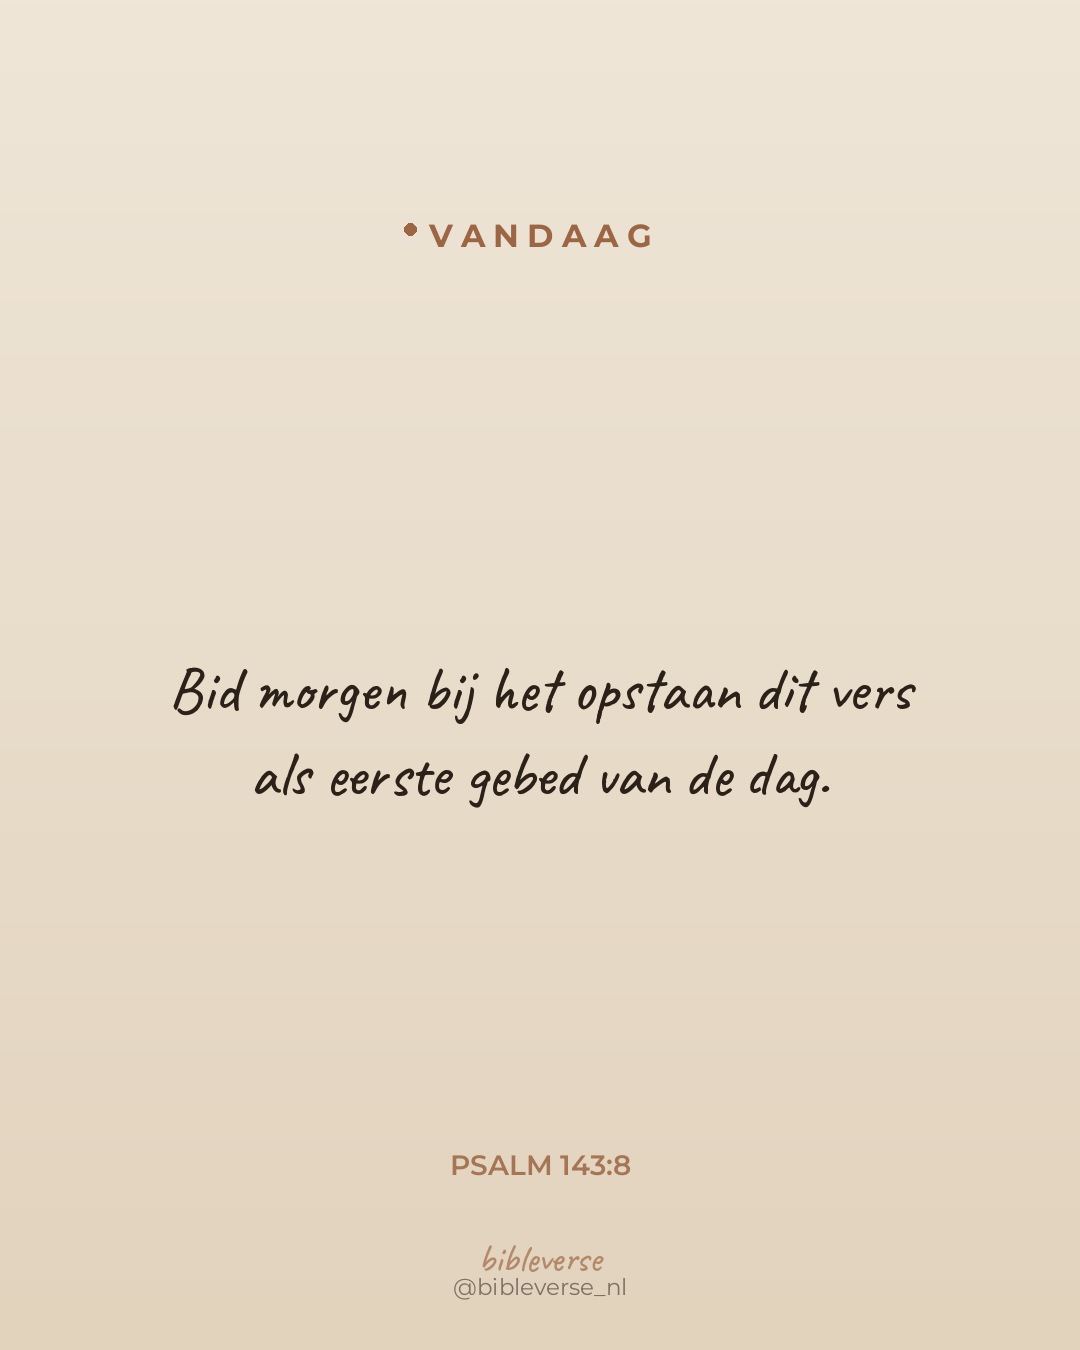 VANDAAG
Bid morgen bij het opstaan dit vers
als eerste gebed van de dag.
PSALM 143:8
bibleverse
@bibleverse_nl